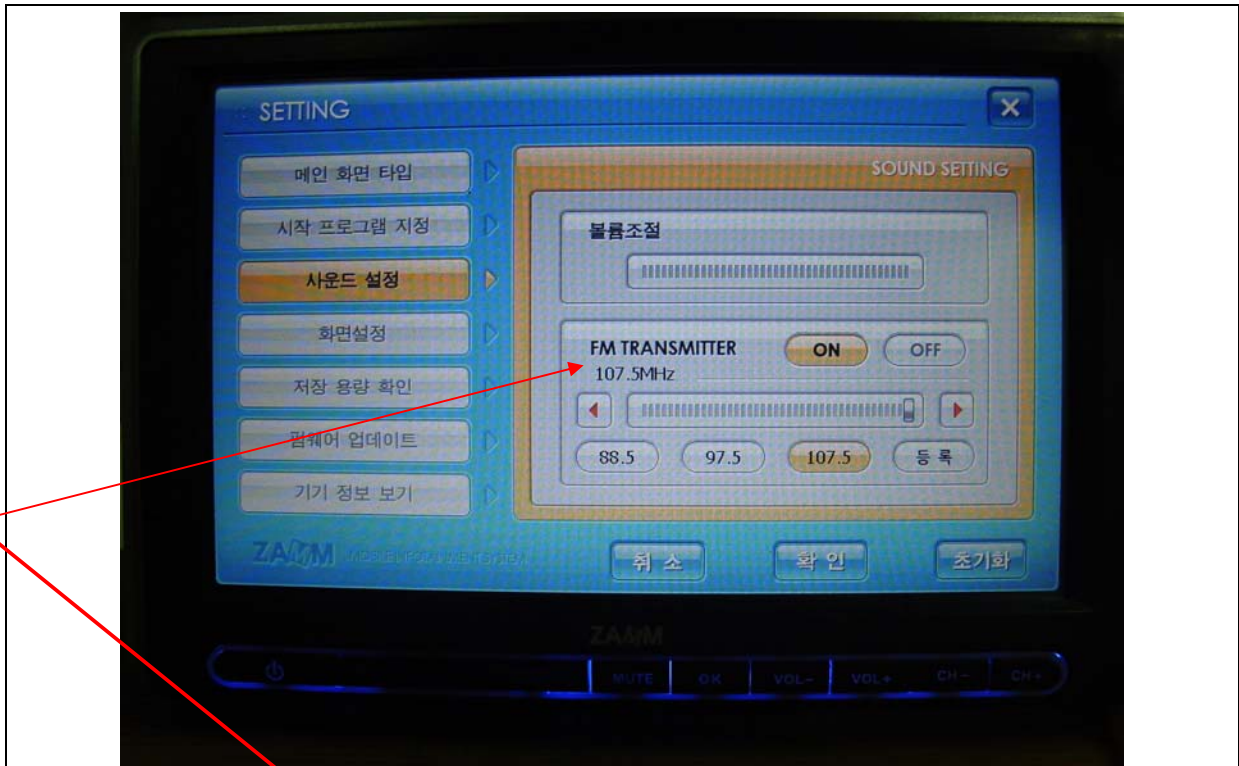 SETTING
메인 화면 타입
시작 프로그램 지정
사운드 설정
화면설정
저장 용량 확인
펌웨어 업데이트
기기 정보 보기
SOUND SETTING
볼륨조절
FM TRANSMITTER ON OFF
107.5MHz
88.5 97.5 107.5 등 록
취 소 확 인 초기화
MUTE OK VOL- VOL+ CH- CH+